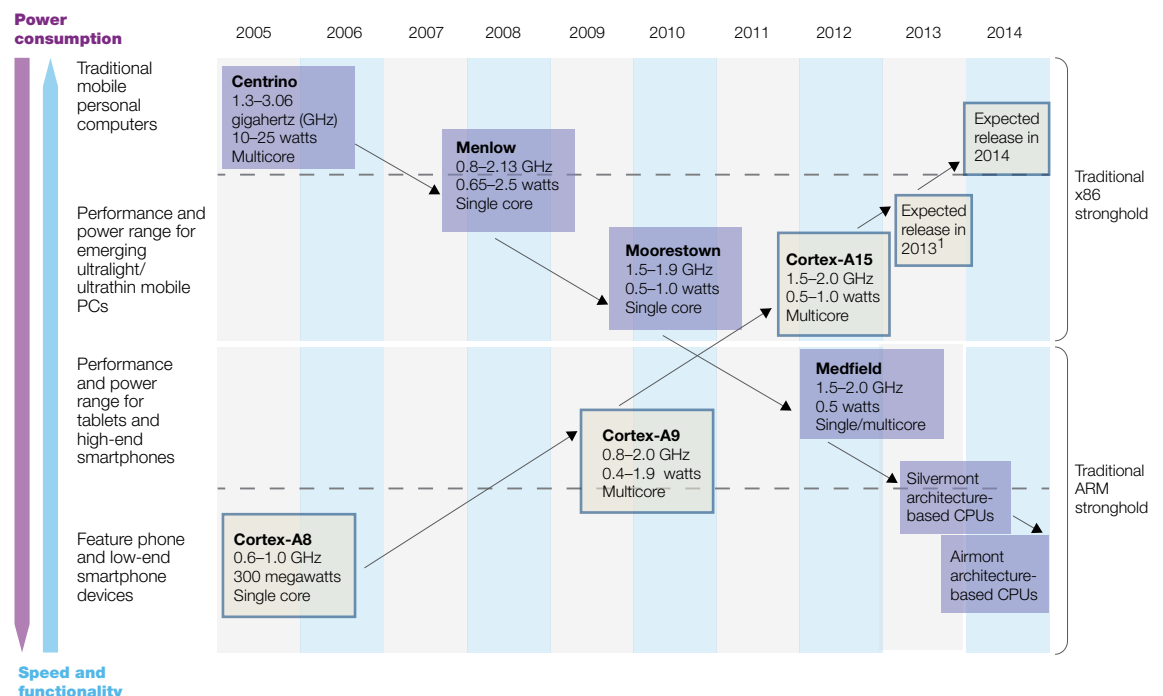 Power
consumption
2005 2006 2007 2008 2009 2010 2011 2012 2013 2014
Traditional
mobile
personal
computers
Centrino
1.3–3.06
gigahertz (GHz)
10–25 watts
Multicore
Menlow
0.8–2.13 GHz
0.65–2.5 watts
Single core
Expected
release in
2014
Traditional
x86
stronghold
Performance and
power range for
emerging
ultralight/
ultrathin mobile
PCs
Moorestown
1.5–1.9 GHz
0.5–1.0 watts
Single core
Cortex-A15
1.5–2.0 GHz
0.5–1.0 watts
Multicore
Expected
release in
2013¹
Performance
and power
range for
tablets and
high-end
smartphones
Cortex-A9
0.8–2.0 GHz
0.4–1.9 watts
Multicore
Medfield
1.5–2.0 GHz
0.5 watts
Single/multicore
Silvermont
architecture-
based CPUs
Traditional
ARM
stronghold
Feature phone
and low-end
smartphone
devices
Cortex-A8
0.6–1.0 GHz
300 megawatts
Single core
Airmont
architecture-
based CPUs
Speed and
functionality